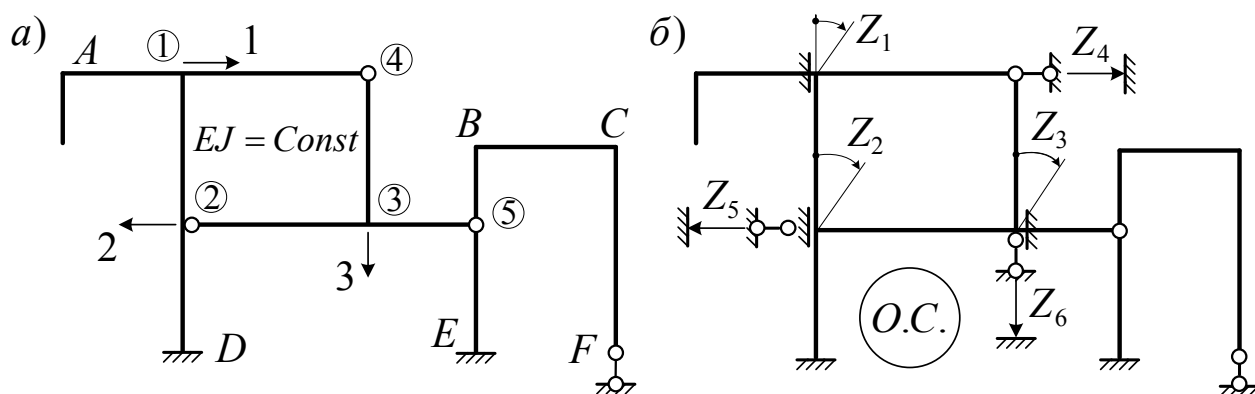 а)
A
①
1
④
EJ = Const
B
C
②
③
⑤
2
3
D
E
F
б)
Z₁
Z₄
Z₂
Z₃
Z₅
О.С.
Z₆